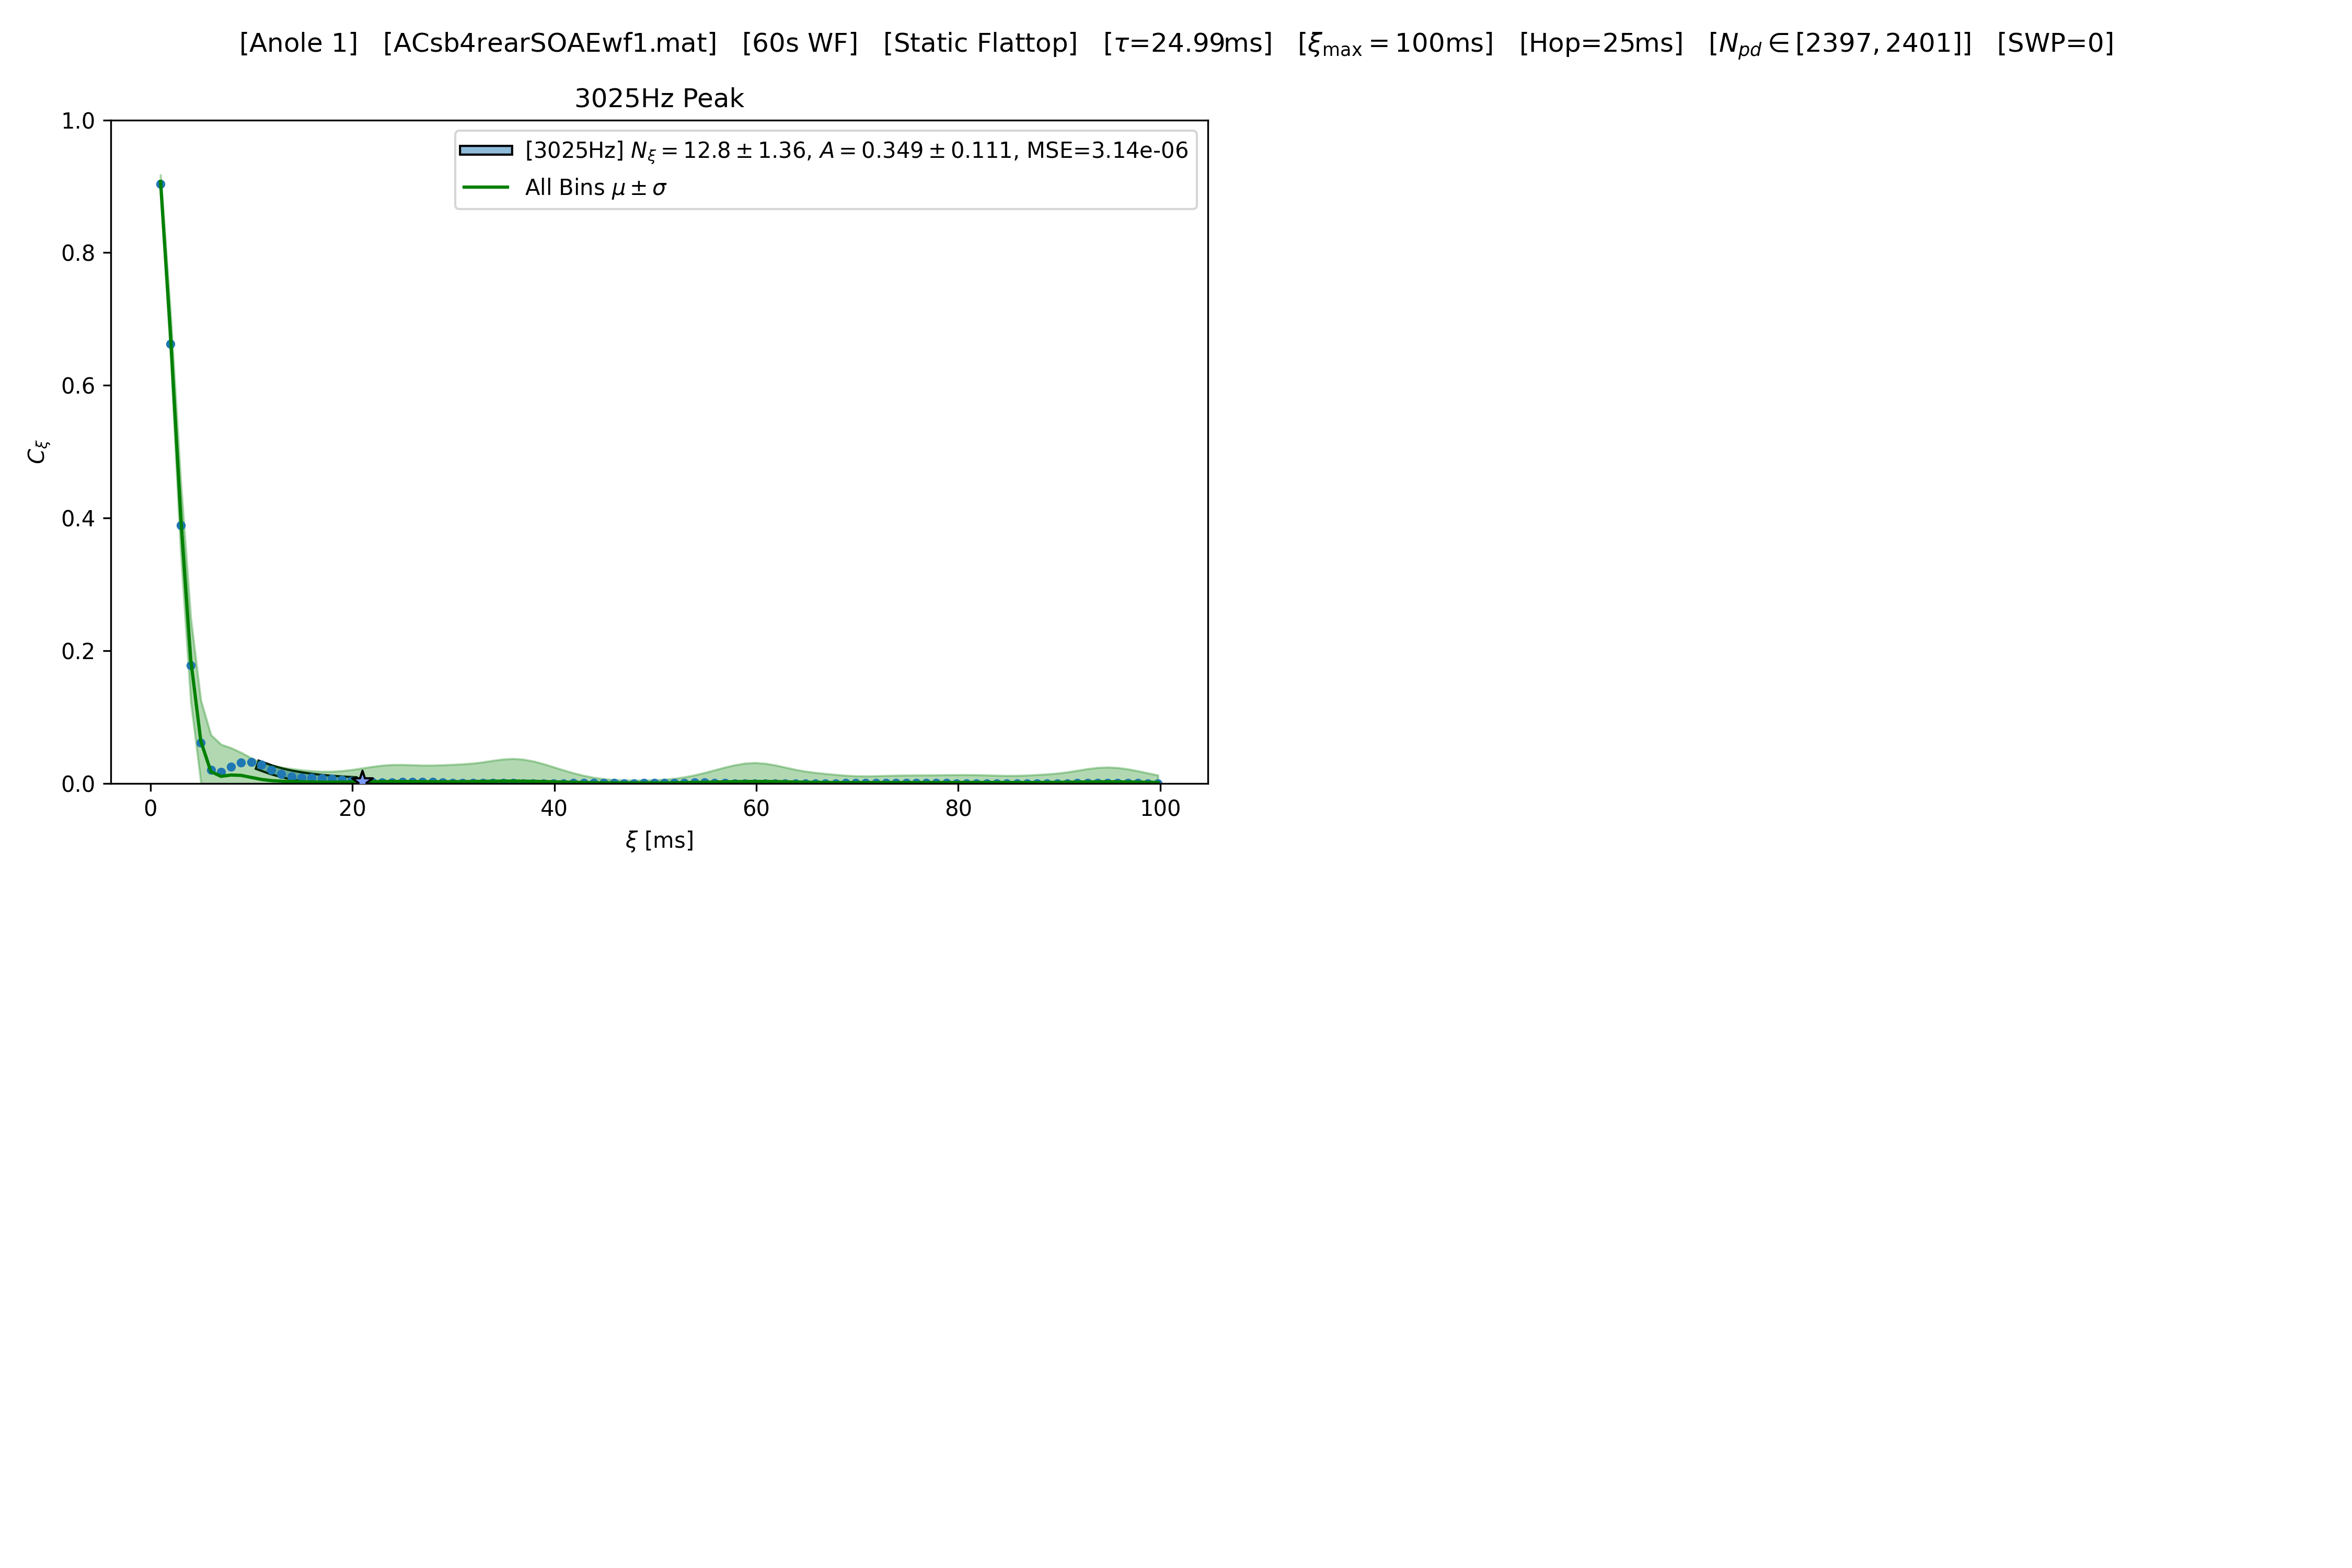 [Anole 1] [ACsb4rearSOAEwf1.mat] [60s WF] [Static Flattop] [τ=24.99ms] [ξmax = 100ms] [Hop=25ms] [Npd ∈ [2397, 2401]] [SWP=0]
3025Hz Peak
[3025Hz] Nξ = 12.8 ± 1.36, A = 0.349 ± 0.111, MSE=3.14e-06
All Bins μ ± σ
1.0
0.8
0.6
0.4
0.2
0.0
Cξ
0 20 40 60 80 100
ξ [ms]